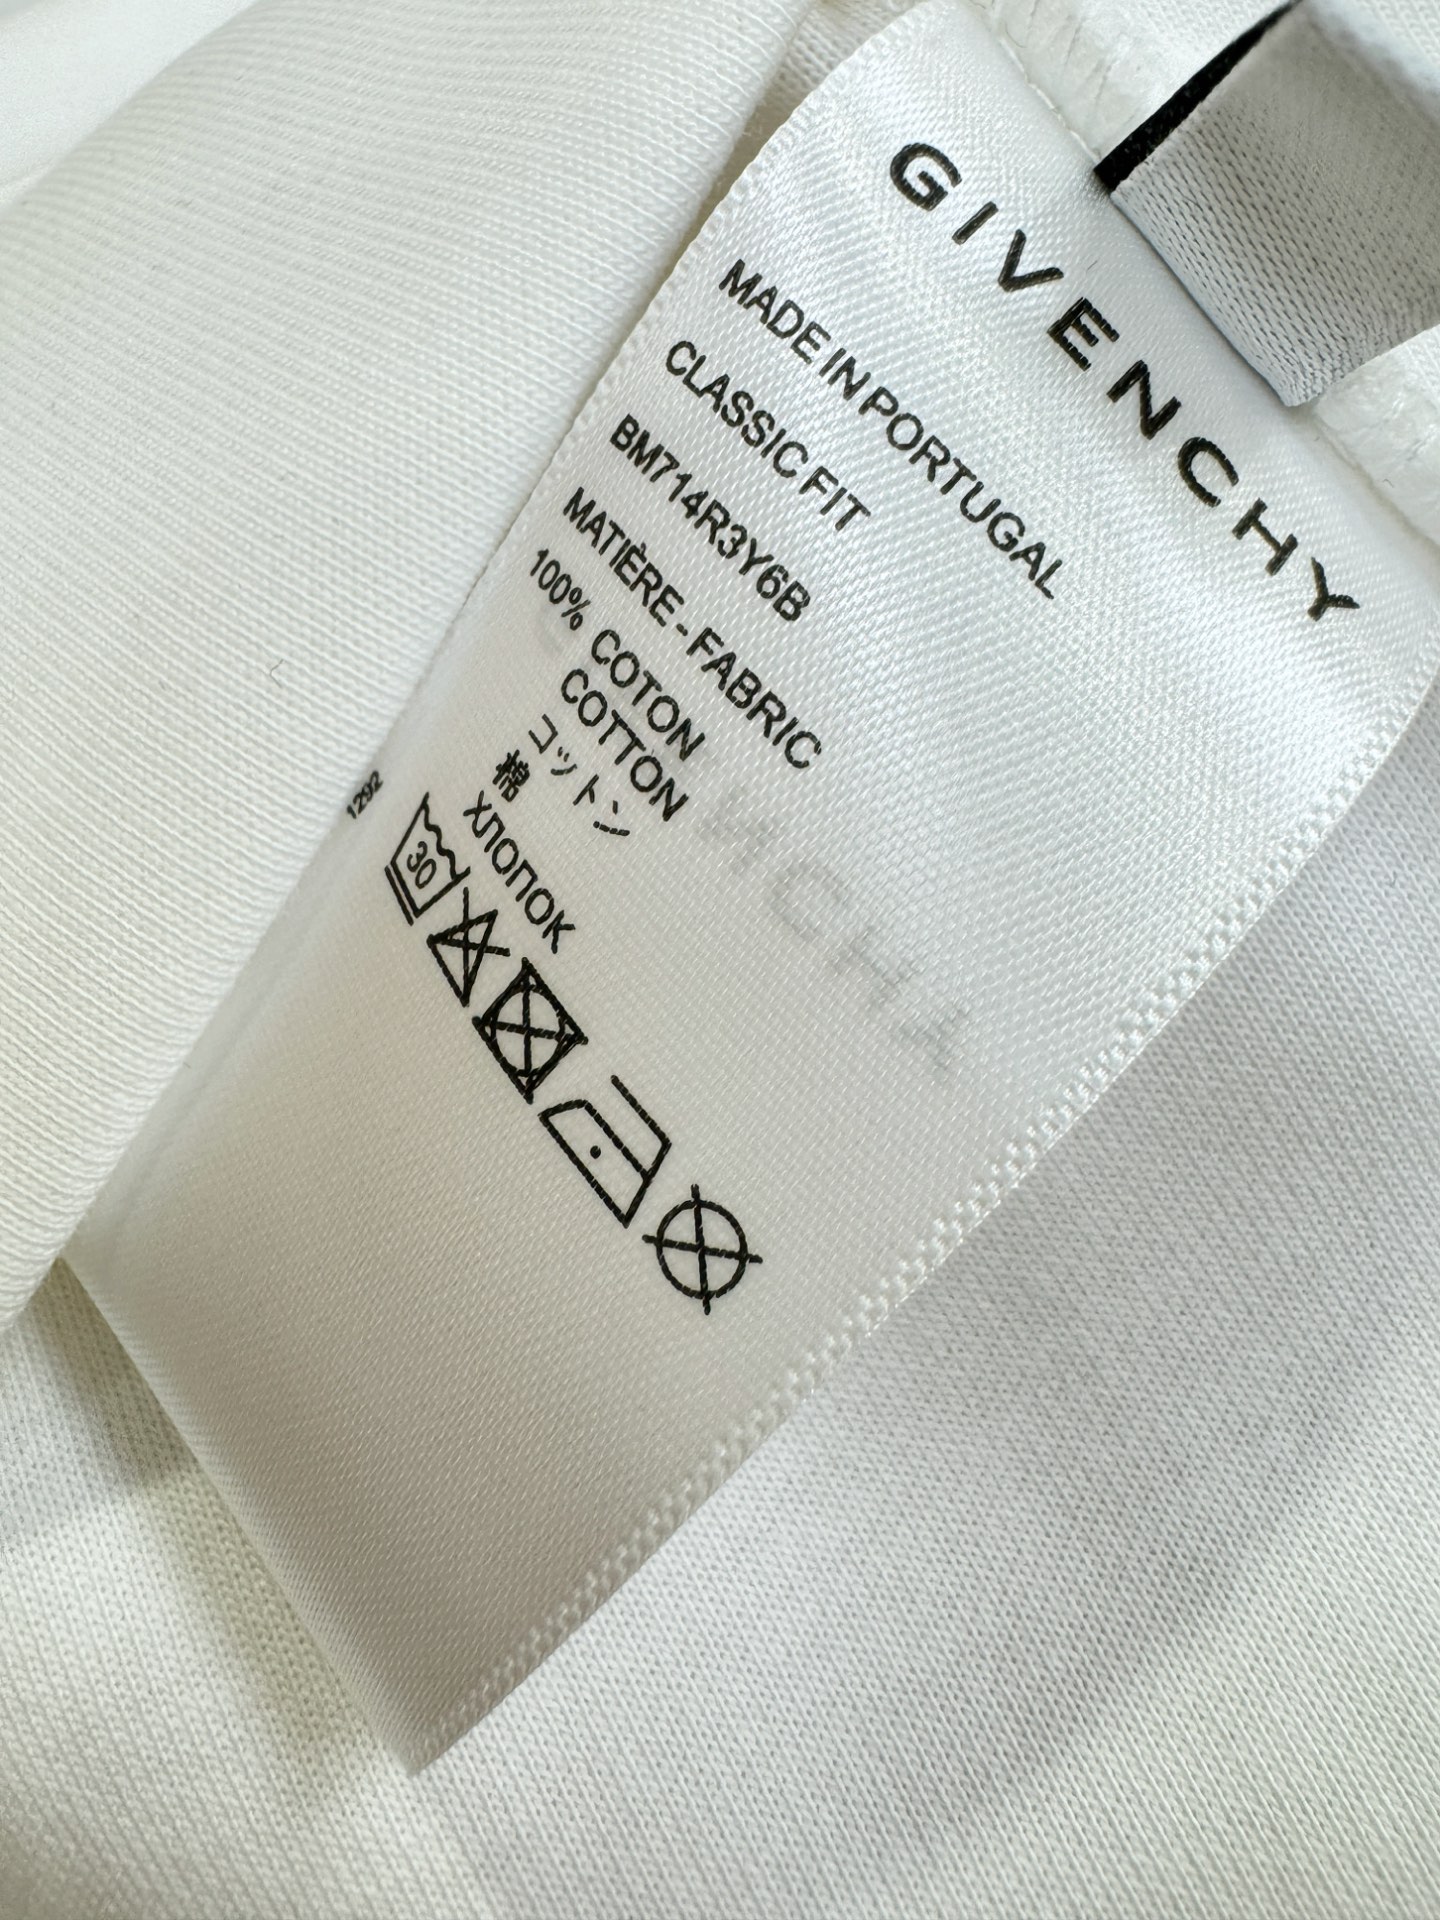 GIVENCHY
MADE IN PORTUGAL
CLASSIC FIT
BM714R3Y6B
MATIÈRE - FABRIC
100% COTON
COTTON
コットン
棉
ХЛОПОК
1292
30